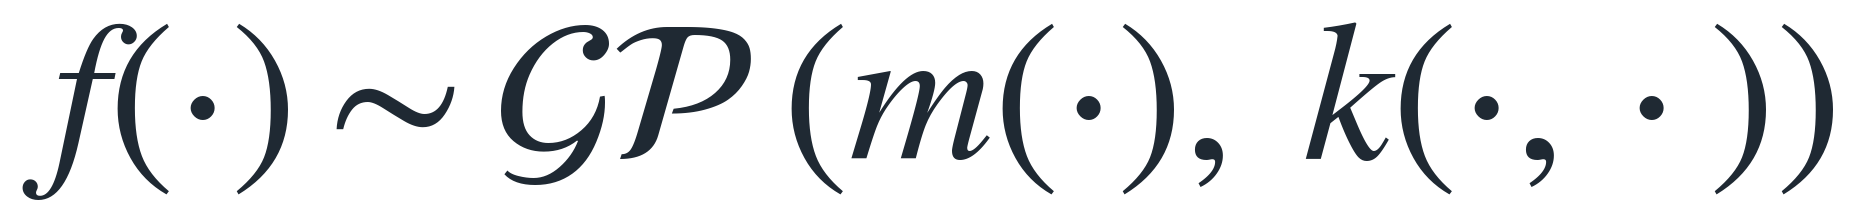 f(·) ~ 𝒢𝒫 (m(·), k(·, ·))